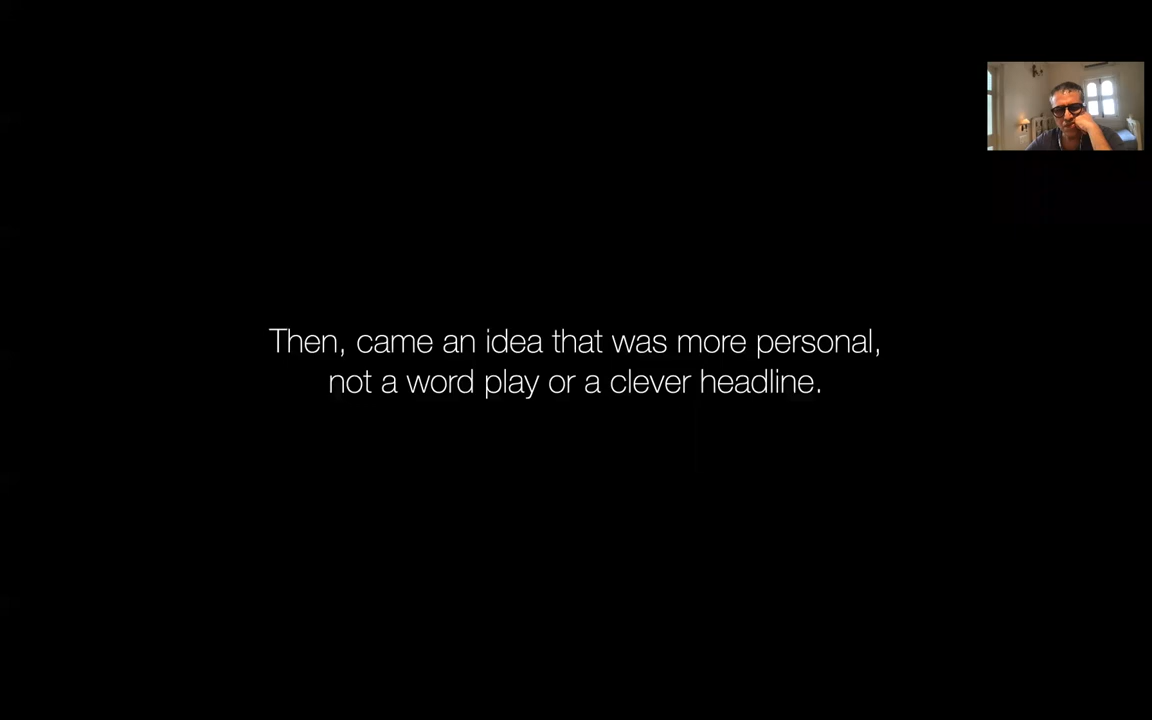 Then, came an idea that was more personal,
not a word play or a clever headline.